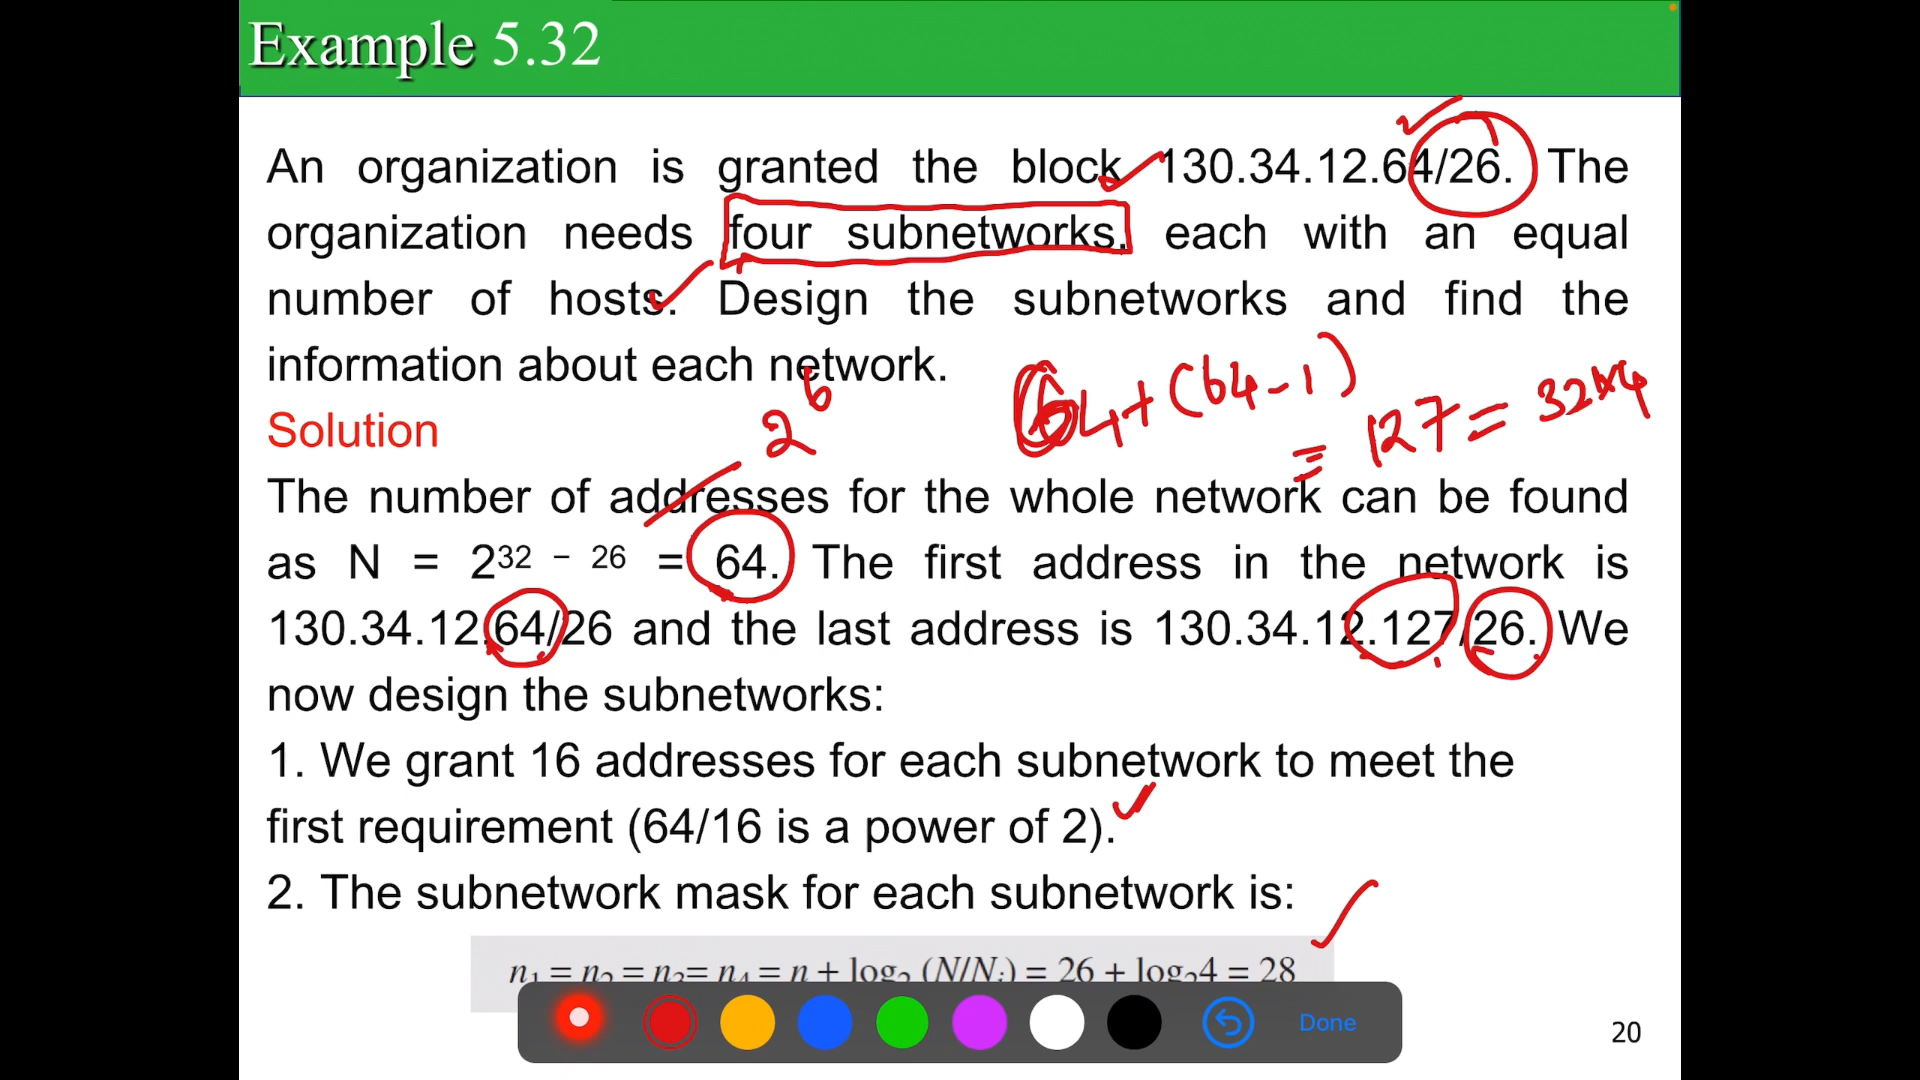 Example 5.32
An organization is granted the block 130.34.12.64/26. The
organization needs four subnetworks, each with an equal
number of hosts. Design the subnetworks and find the
information about each network.
64+(64-1)
≡ 127 = 32*4
2⁶
Solution
The number of addresses for the whole network can be found
as N = 2³² ⁻ ²⁶ = 64. The first address in the network is
130.34.12.64/26 and the last address is 130.34.12.127/26. We
now design the subnetworks:
1. We grant 16 addresses for each subnetwork to meet the
first requirement (64/16 is a power of 2).
2. The subnetwork mask for each subnetwork is:
n₁ = n₂ = n₃= n₄ = n + log₂ (N/Nᵢ) = 26 + log₂4 = 28
Done
20